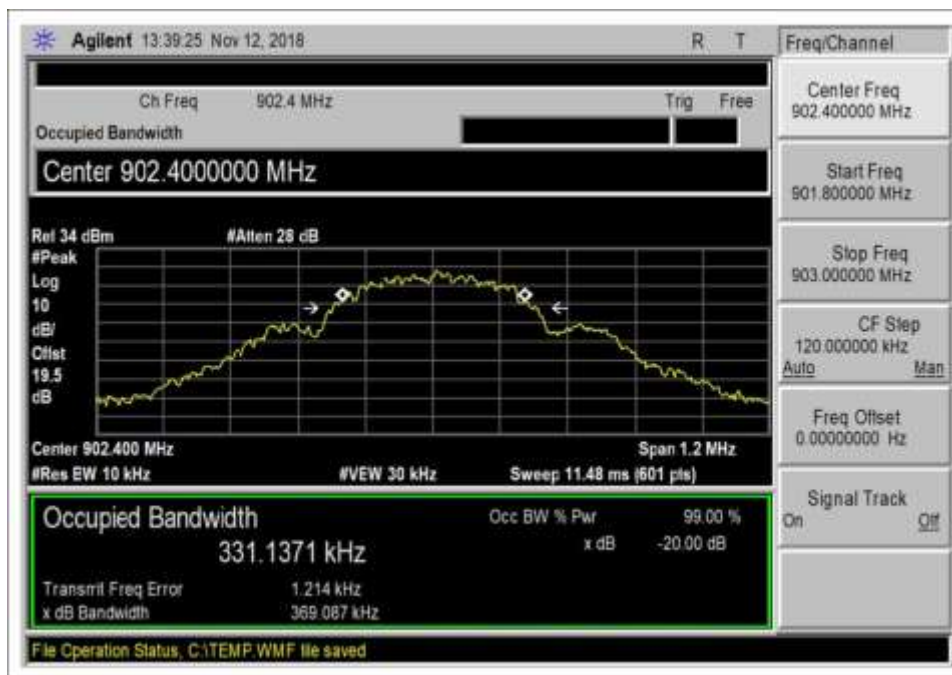 Agilent 13:39:25 Nov 12, 2018 R T
Ch Freq 902.4 MHz Trig Free
Occupied Bandwidth
Center 902.4000000 MHz
Ref 34 dBm #Atten 28 dB
#Peak
Log
10
dB/
Offst
19.5
dB
Center 902.400 MHz Span 1.2 MHz
#Res BW 10 kHz #VBW 30 kHz Sweep 11.48 ms (601 pts)
Occupied Bandwidth
331.1371 kHz
Occ BW % Pwr 99.00 %
x dB -20.00 dB
Transmit Freq Error 1.214 kHz
x dB Bandwidth 369.087 kHz
File Operation Status, C:\TEMP.WMF file saved
Freq/Channel
Center Freq
902.400000 MHz
Start Freq
901.800000 MHz
Stop Freq
903.000000 MHz
CF Step
120.000000 kHz
Auto Man
Freq Offset
0.00000000 Hz
Signal Track
On Off